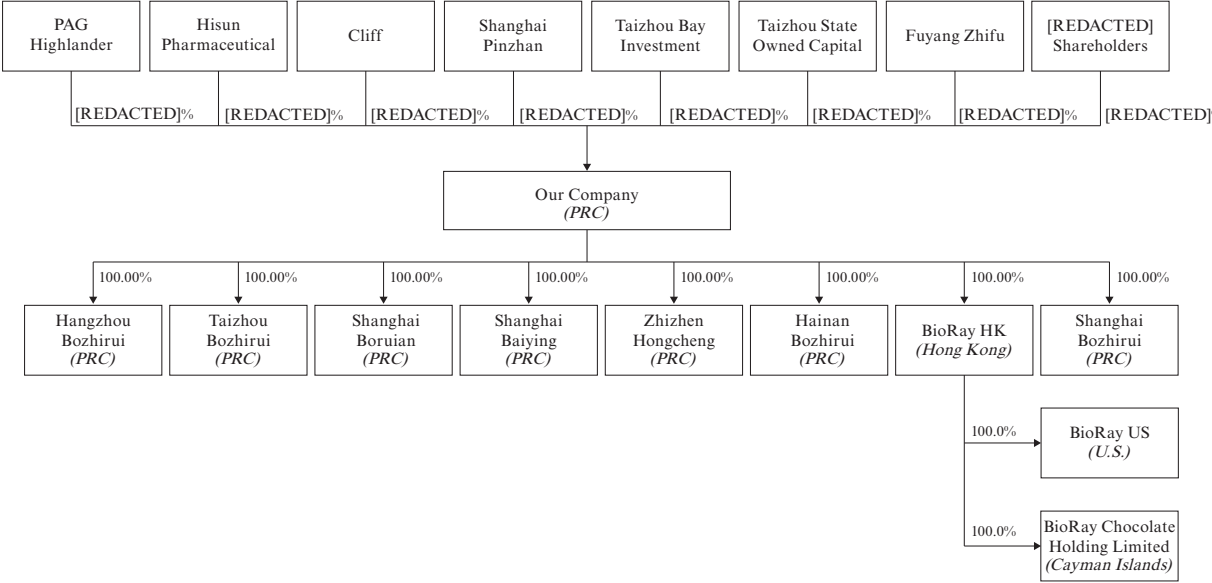 PAG
Highlander
Hisun
Pharmaceutical
Cliff
Shanghai
Pinzhan
Taizhou Bay
Investment
Taizhou State
Owned Capital
Fuyang Zhifu
[REDACTED]
Shareholders
[REDACTED]%
[REDACTED]%
[REDACTED]%
[REDACTED]%
[REDACTED]%
[REDACTED]%
[REDACTED]%
[REDACTED]
Our Company
(PRC)
100.00%
100.00%
100.00%
100.00%
100.00%
100.00%
100.00%
100.00%
Hangzhou
Bozhirui
(PRC)
Taizhou
Bozhirui
(PRC)
Shanghai
Boruian
(PRC)
Shanghai
Baiying
(PRC)
Zhizhen
Hongcheng
(PRC)
Hainan
Bozhirui
(PRC)
BioRay HK
(Hong Kong)
Shanghai
Bozhirui
(PRC)
100.0%
BioRay US
(U.S.)
100.0%
BioRay Chocolate
Holding Limited
(Cayman Islands)